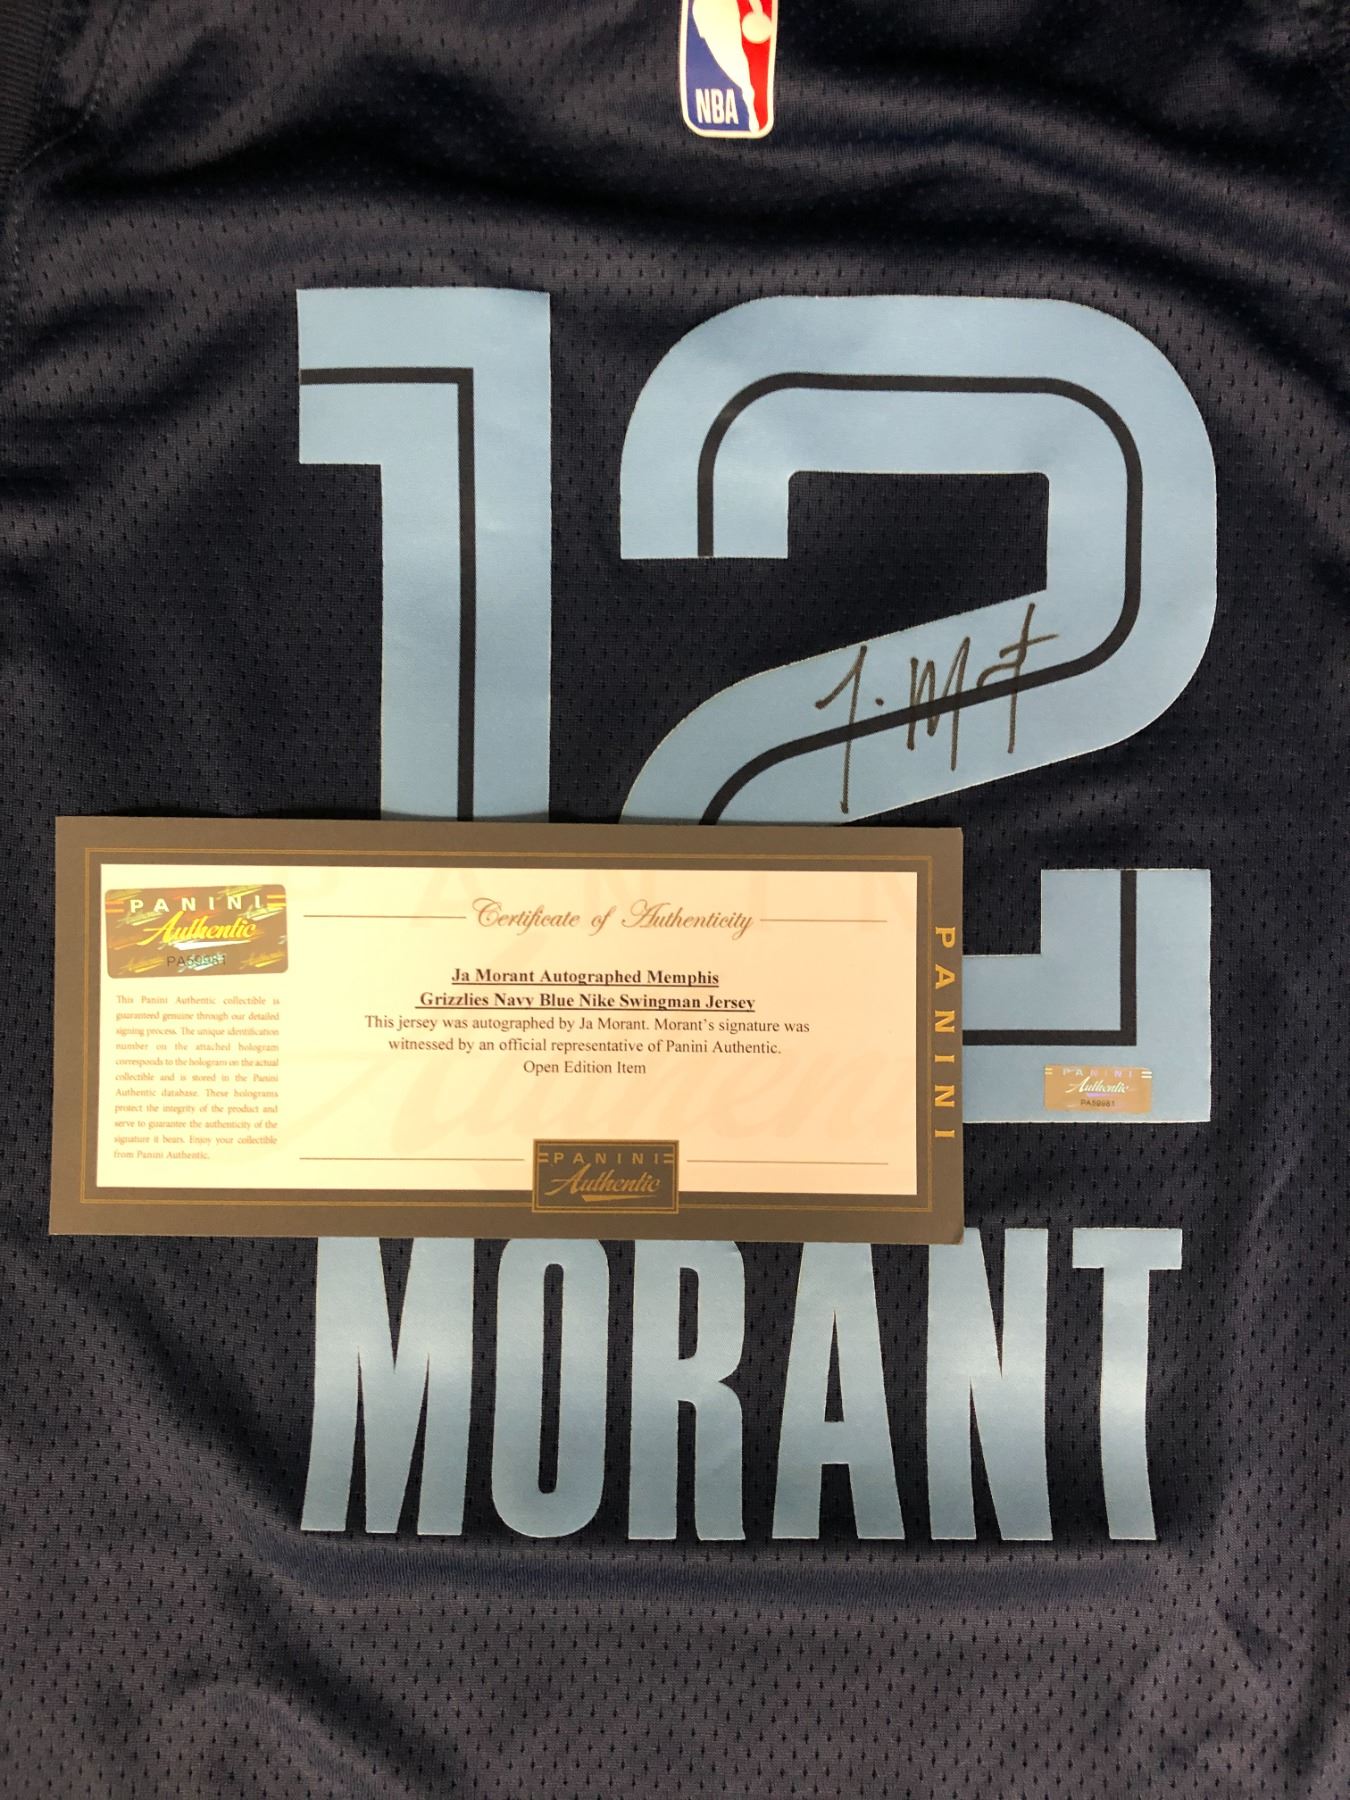 NBA
12
J. Mot
PANINI
Authentic
PA59981
This Panini Authentic collectible is
guaranteed genuine through our detailed
signing process. The unique identification
number on the attached hologram
corresponds to the hologram on the actual
collectible and is stored in the Panini
Authentic database. These holograms
protect the integrity of the product and
serve to guarantee the authenticity of the
signature it bears. Enjoy your collectible
from Panini Authentic.
Certificate of Authenticity
Ja Morant Autographed Memphis
Grizzlies Navy Blue Nike Swingman Jersey
This jersey was autographed by Ja Morant. Morant's signature was
witnessed by an official representative of Panini Authentic.
Open Edition Item
PANINI
Authentic
PANINI
PANINI
Authentic
PA59981
MORANT